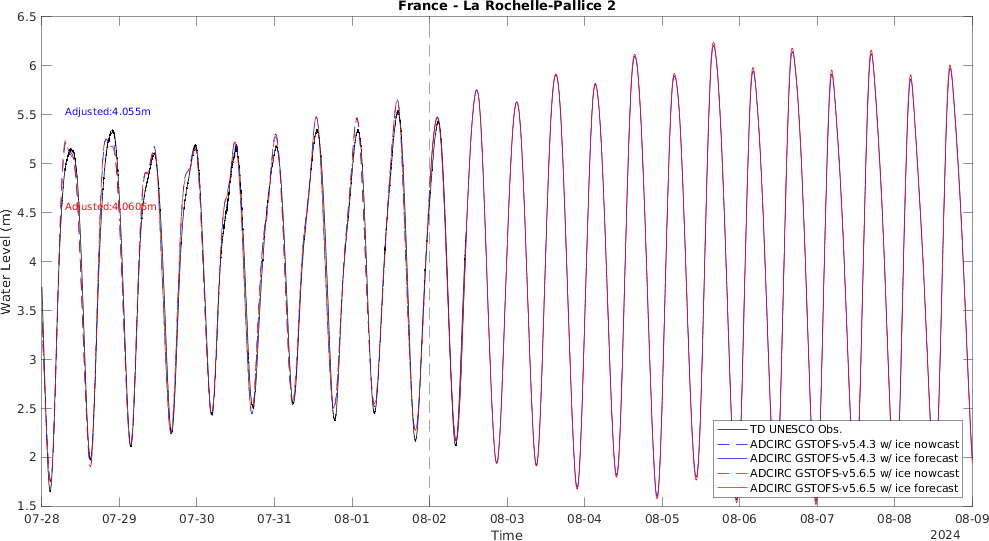 France - La Rochelle-Pallice 2
Water Level (m)
6.5
6
5.5
5
4.5
4
3.5
3
2.5
2
1.5
Adjusted:4.055m
Adjusted:4.0605m
TD UNESCO Obs.
ADCIRC GSTOFS-v5.4.3 w/ ice nowcast
ADCIRC GSTOFS-v5.4.3 w/ ice forecast
ADCIRC GSTOFS-v5.6.5 w/ ice nowcast
ADCIRC GSTOFS-v5.6.5 w/ ice forecast
07-28 07-29 07-30 07-31 08-01 08-02 08-03 08-04 08-05 08-06 08-07 08-08 08-09
Time
2024